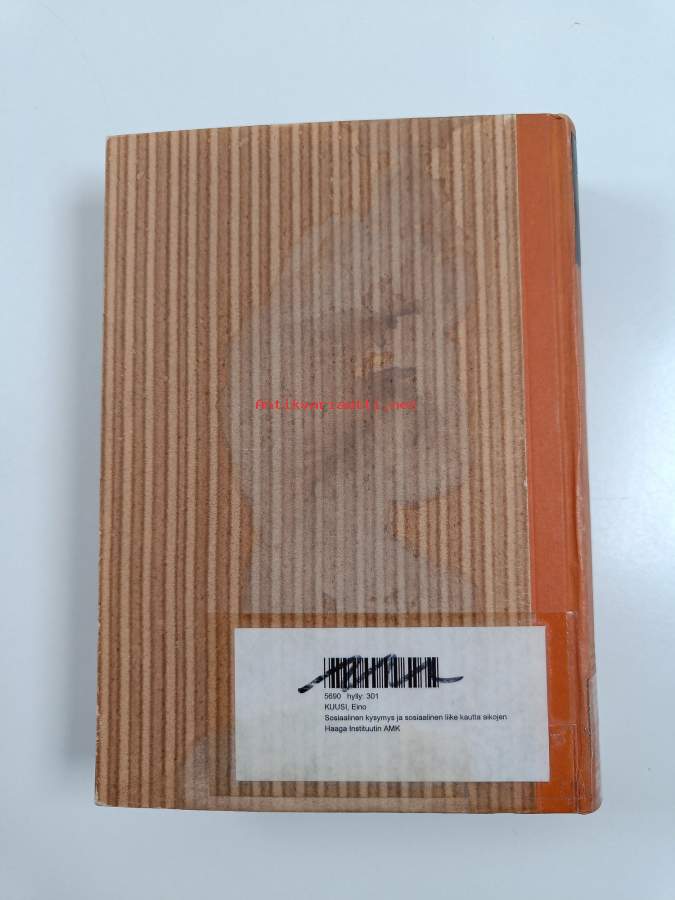 Antikvariaatti.net
5690 hylly: 301
KUUSI, Eino
Sosiaalinen kysymys ja sosiaalinen liike kautta aikojen
Haaga Instituutin AMK